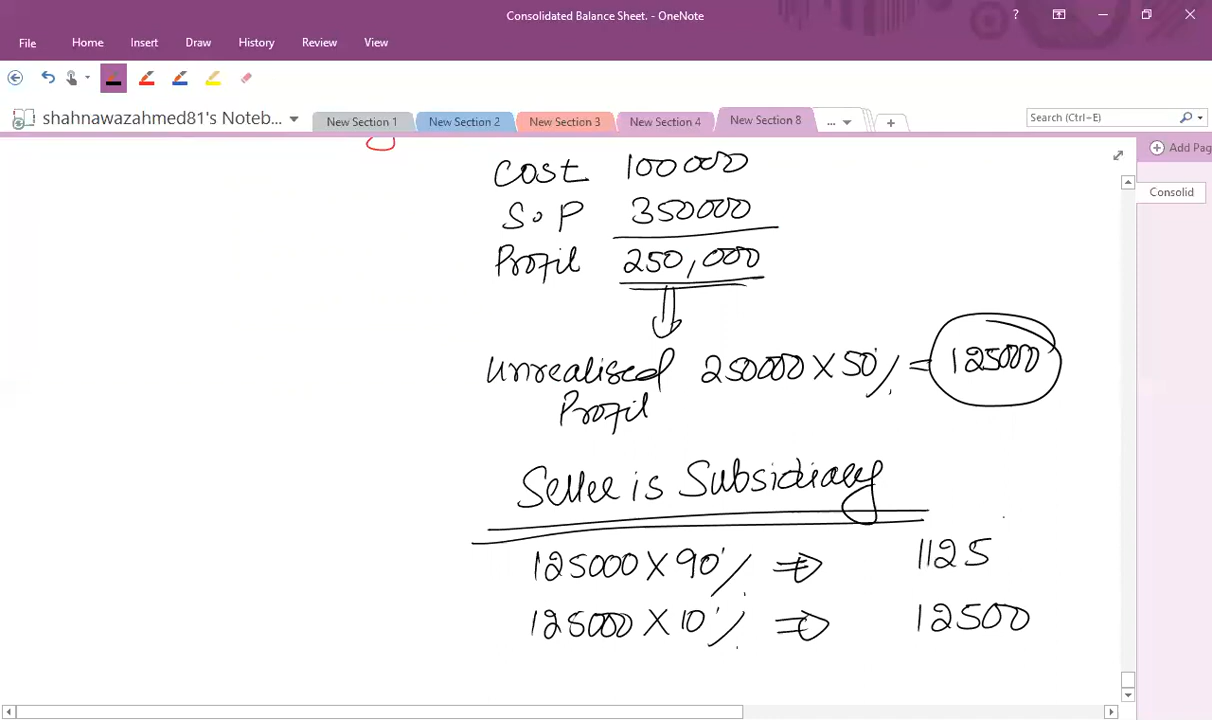 Consolidated Balance Sheet. - OneNote
File Home Insert Draw History Review View
shahnawazahmed81's Noteb... New Section 1 New Section 2 New Section 3 New Section 4 New Section 8 ... Search (Ctrl+E)
Add Pag
Consolid
Cost 100000
S.P 350000
Profit 250,000
Unrealised 250000 X 50% = 125000
Profit
Seller is Subsidiary
125000 X 90% ⇒ 1125
125000 X 10% ⇒ 12500